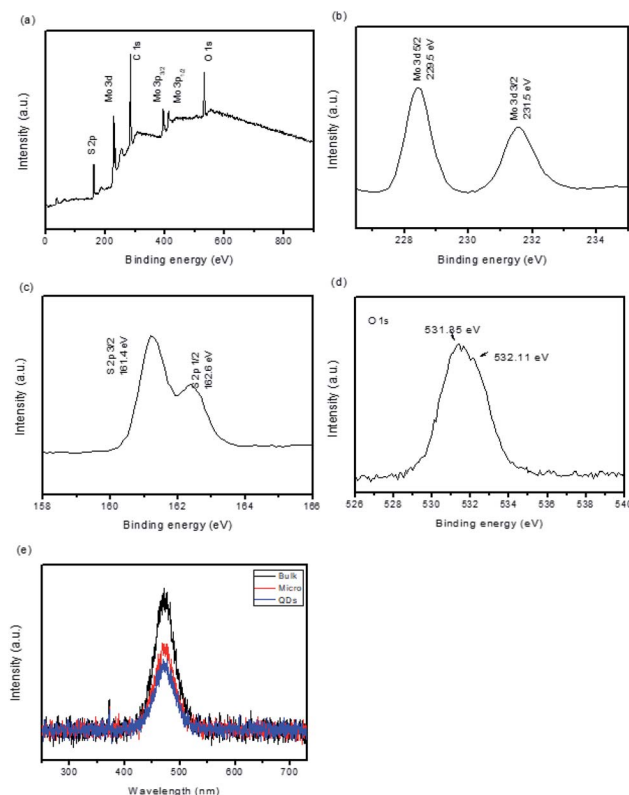 (a)
S 2p
Mo 3d
C 1s
Mo 3p3/2
Mo 3p1/2
O 1s
Intensity (a.u.)
0 200 400 600 800
Binding energy (eV)
(b)
Mo 3d 5/2
229.5 eV
Mo 3d 3/2
231.5 eV
Intensity (a.u.)
228 230 232 234
Binding energy (eV)
(c)
S 2p 3/2
161.4 eV
S 2p 1/2
162.6 eV
Intensity (a.u.)
158 160 162 164 166
Binding energy (eV)
(d)
O 1s
531.35 eV
532.11 eV
Intensity (a.u.)
526 528 530 532 534 536 538 540
Binding energy (eV)
(e)
Bulk
Micro
QDs
Intensity (a.u.)
300 400 500 600 700
Wavelength (nm)